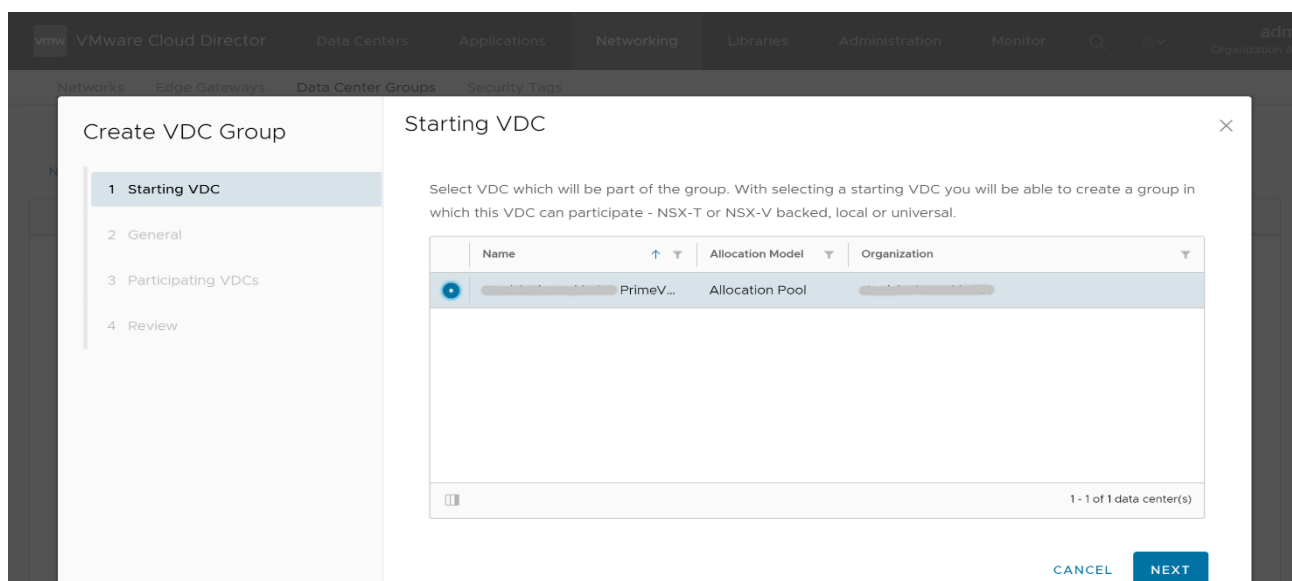 vmw VMware Cloud Director Data Centers Applications Networking Libraries Administration Monitor adm
Organization A
Networks Edge Gateways Data Center Groups Security Tags
Create VDC Group
1 Starting VDC
2 General
3 Participating VDCs
4 Review
Starting VDC
Select VDC which will be part of the group. With selecting a starting VDC you will be able to create a group in
which this VDC can participate - NSX-T or NSX-V backed, local or universal.
Name Allocation Model Organization
PrimeV... Allocation Pool
1 - 1 of 1 data center(s)
CANCEL NEXT